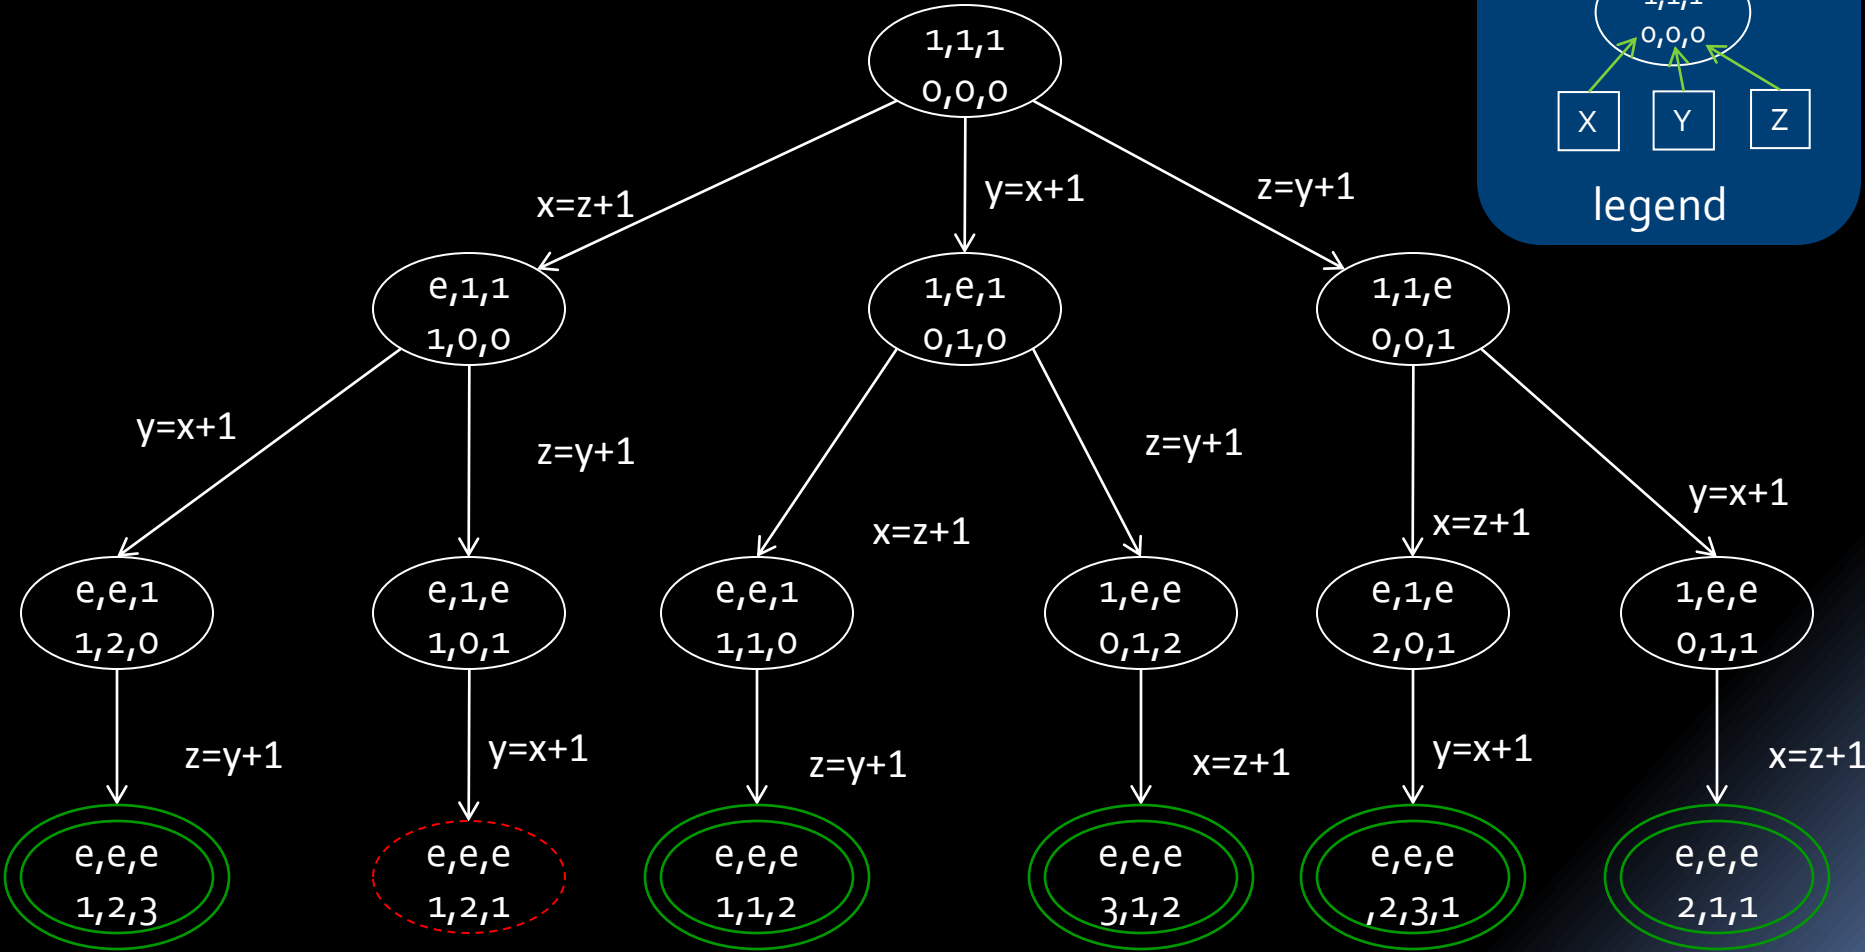 1,1,1
0,0,0
1,1,1
0,0,0
X
Y
Z
legend
x=z+1
y=x+1
z=y+1
e,1,1
1,0,0
1,e,1
0,1,0
1,1,e
0,0,1
y=x+1
z=y+1
x=z+1
z=y+1
x=z+1
y=x+1
e,e,1
1,2,0
e,1,e
1,0,1
e,e,1
1,1,0
1,e,e
0,1,2
e,1,e
2,0,1
1,e,e
0,1,1
z=y+1
y=x+1
z=y+1
x=z+1
y=x+1
x=z+1
e,e,e
1,2,3
e,e,e
1,2,1
e,e,e
1,1,2
e,e,e
3,1,2
e,e,e
,2,3,1
e,e,e
2,1,1